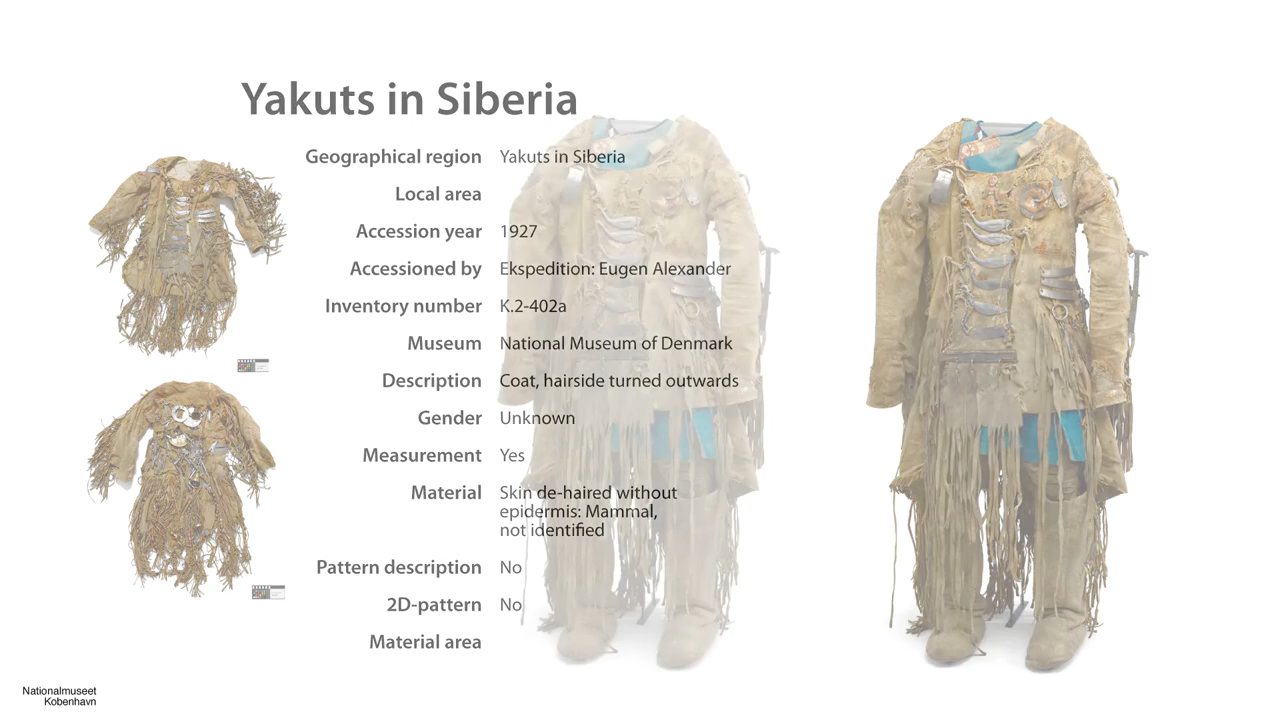 Yakuts in Siberia
Geographical region Yakuts in Siberia
Local area
Accession year 1927
Accessioned by Ekspedition: Eugen Alexander
Inventory number K.2-402a
Museum National Museum of Denmark
Description Coat, hairside turned outwards
Gender Unknown
Measurement Yes
Material Skin de-haired without
epidermis: Mammal,
not identified
Pattern description No
2D-pattern No
Material area
Nationalmuseet
Kobenhavn